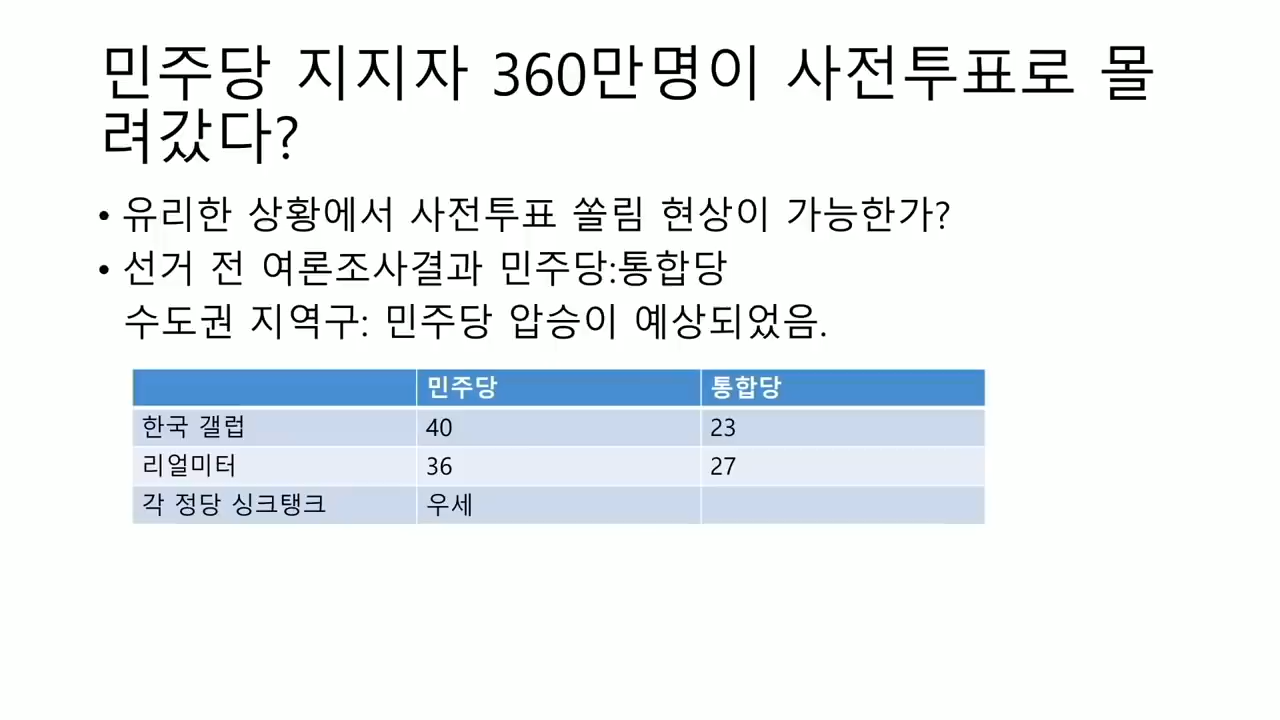 민주당 지지자 360만명이 사전투표로 몰
려갔다?
• 유리한 상황에서 사전투표 쏠림 현상이 가능한가?
• 선거 전 여론조사결과 민주당:통합당
수도권 지역구: 민주당 압승이 예상되었음.
민주당 통합당
한국 갤럽 40 23
리얼미터 36 27
각 정당 싱크탱크 우세